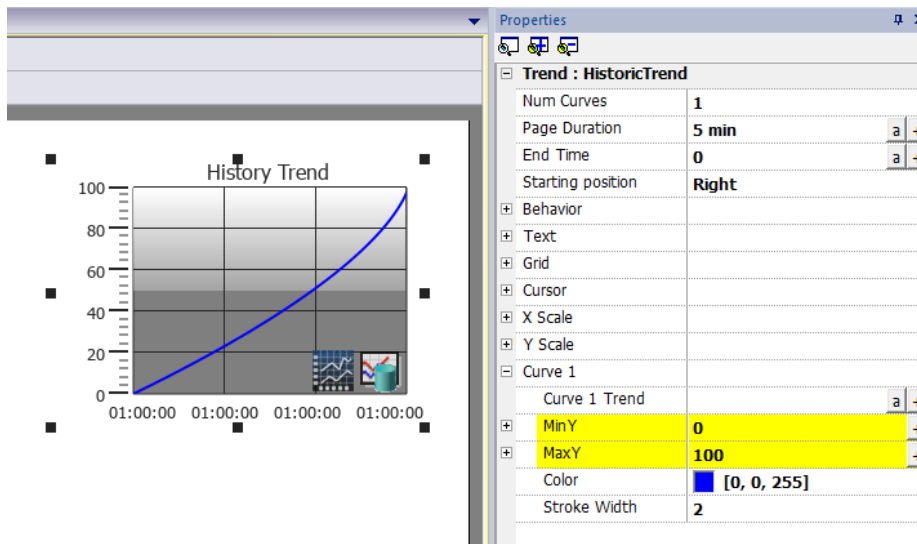 Properties
Trend : HistoricTrend
Num Curves 1
Page Duration 5 min a +
End Time 0 a +
Starting position Right
Behavior
Text
Grid
Cursor
X Scale
Y Scale
Curve 1
Curve 1 Trend a +
MinY 0 +
MaxY 100 +
Color [0, 0, 255]
Stroke Width 2
History Trend
100
80
60
40
20
0
01:00:00 01:00:00 01:00:00 01:00:00